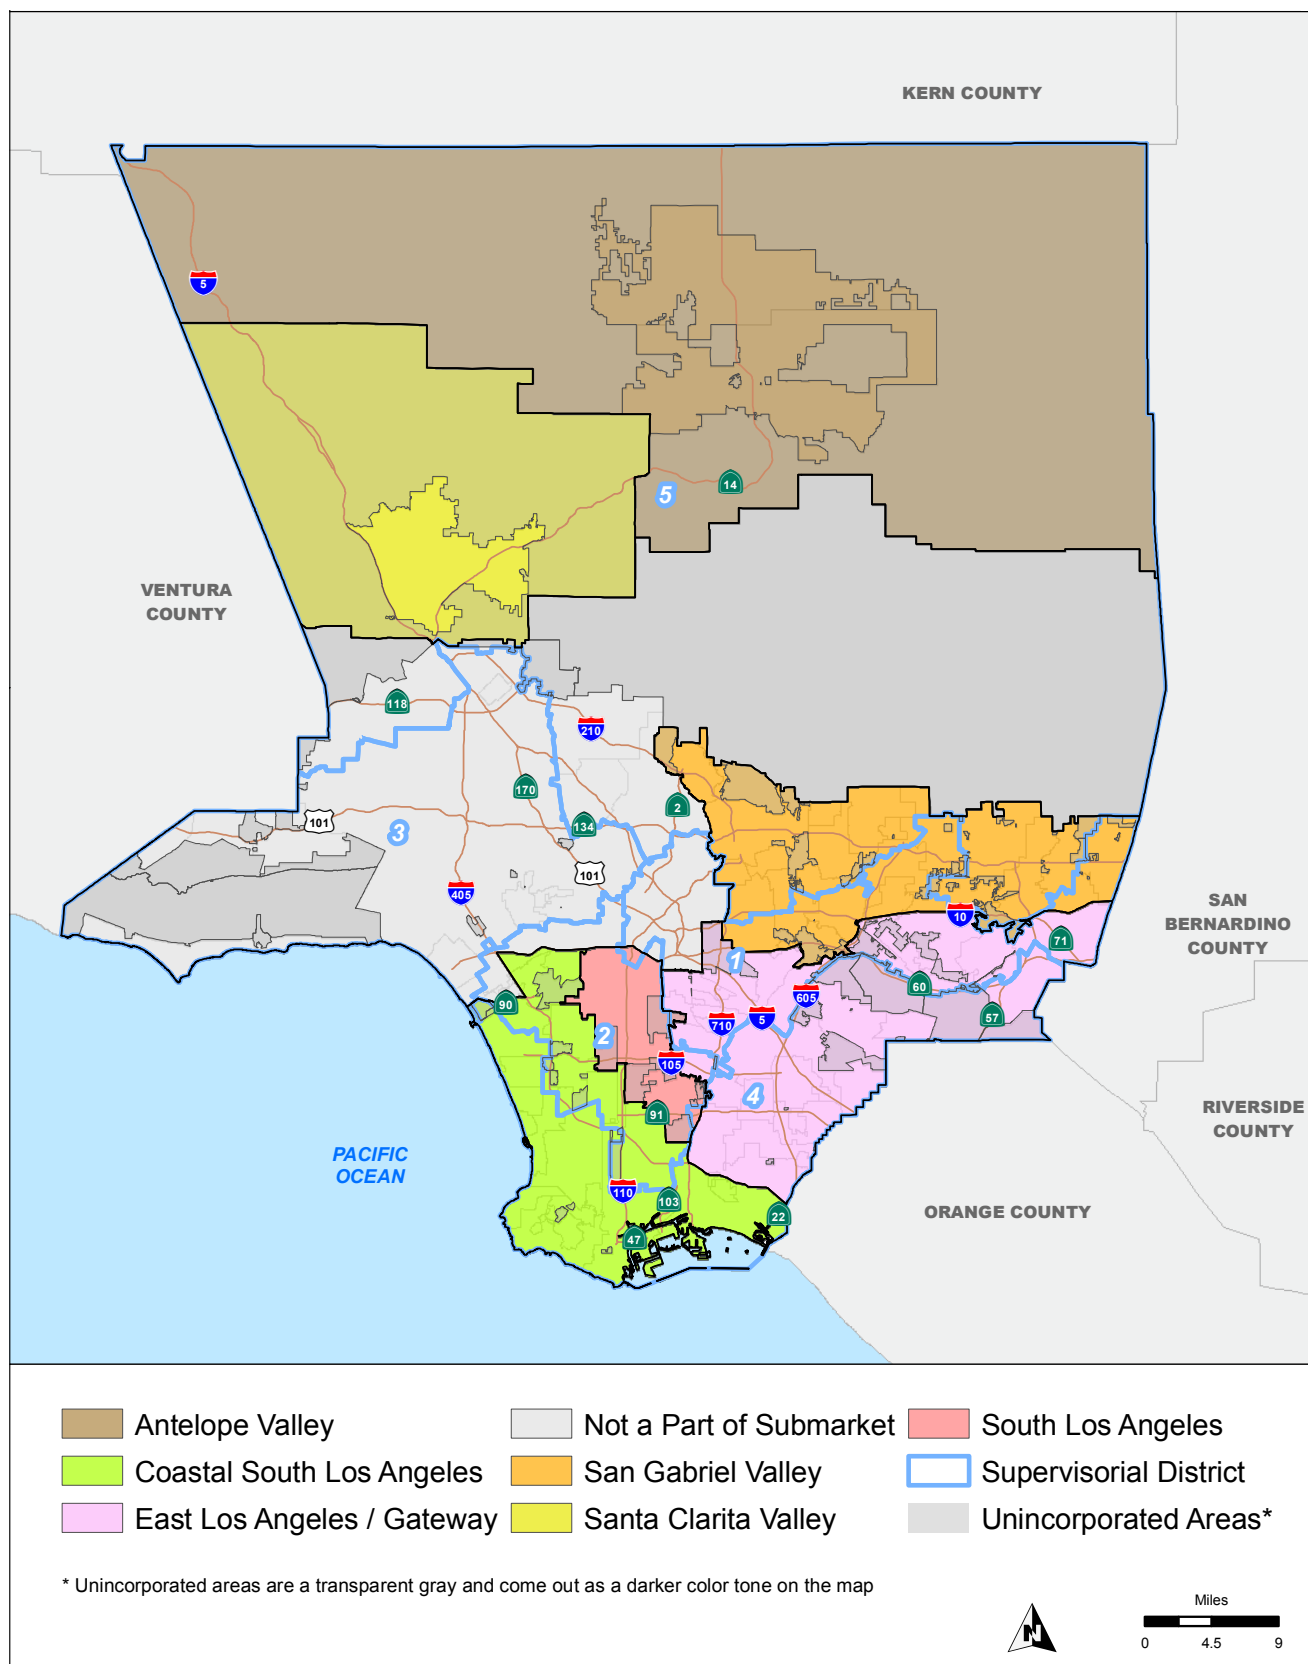 KERN COUNTY
5
14
5
VENTURA
COUNTY
118
210
170
2
134
101
3
101
405
SAN
BERNARDINO
COUNTY
10
71
1
60
605
90
57
5
710
2
105
4
91
RIVERSIDE
COUNTY
PACIFIC
OCEAN
110
103
22
ORANGE COUNTY
47
Antelope Valley
Not a Part of Submarket
South Los Angeles
Coastal South Los Angeles
San Gabriel Valley
Supervisorial District
East Los Angeles / Gateway
Santa Clarita Valley
Unincorporated Areas*
* Unincorporated areas are a transparent gray and come out as a darker color tone on the map
N
Miles
0 4.5 9